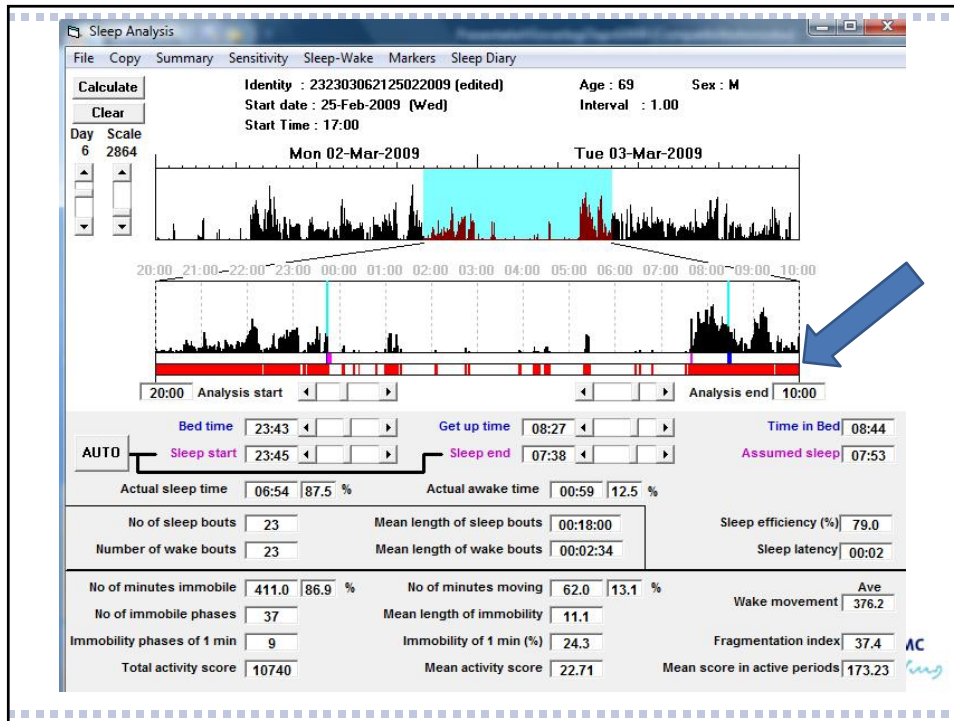 Sleep Analysis
File Copy Summary Sensitivity Sleep-Wake Markers Sleep Diary
Calculate Identity : 232303062125022009 (edited) Age : 69 Sex : M
Clear Start date : 25-Feb-2009 (Wed) Interval : 1.00
Start Time : 17:00
Day Scale
6 2864
Mon 02-Mar-2009 Tue 03-Mar-2009
20:00 21:00 22:00 23:00 00:00 01:00 02:00 03:00 04:00 05:00 06:00 07:00 08:00 09:00 10:00
20:00 Analysis start Analysis end 10:00
Bed time 23:43 Get up time 08:27 Time in Bed 08:44
AUTO Sleep start 23:45 Sleep end 07:38 Assumed sleep 07:53
Actual sleep time 06:54 87.5 % Actual awake time 00:59 12.5 %
No of sleep bouts 23 Mean length of sleep bouts 00:18:00 Sleep efficiency (%) 79.0
Number of wake bouts 23 Mean length of wake bouts 00:02:34 Sleep latency 00:02
No of minutes immobile 411.0 86.9 % No of minutes moving 62.0 13.1 % Wake movement Ave 376.2
No of immobile phases 37 Mean length of immobility 11.1
Immobility phases of 1 min 9 Immobility of 1 min (%) 24.3 Fragmentation index 37.4
Total activity score 10740 Mean activity score 22.71 Mean score in active periods 173.23
MC